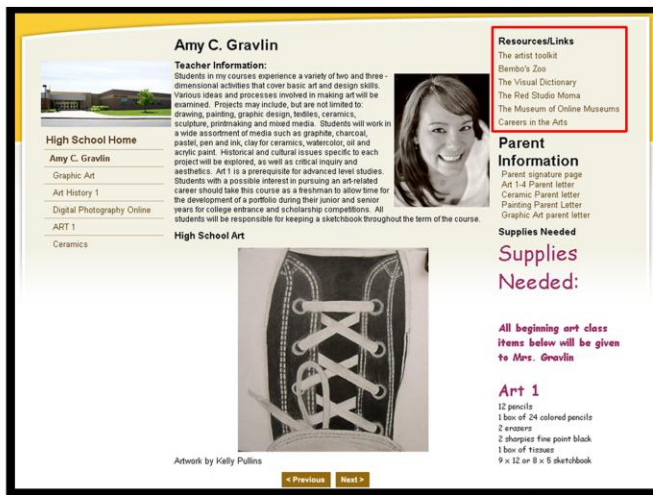 Amy C. Gravlin
Teacher Information:
Students in my courses experience a variety of two and three -
dimensional activities that cover basic art and design skills.
Various ideas and processes involved in making art will be
examined. Projects may include, but are not limited to:
drawing, painting, graphic design, textiles, ceramics,
sculpture, printmaking and mixed media. Students will work in
a wide assortment of media such as graphite, charcoal,
pastel, pen and ink, clay for ceramics, watercolor, oil and
acrylic paint. Historical and cultural issues specific to each
project will be explored, as well as critical inquiry and
aesthetics. Art 1 is a prerequisite for advanced level studies.
Students with a possible interest in pursuing an art-related
career should take this course as a freshman to allow time for
the development of a portfolio during their junior and senior
years for college entrance and scholarship competitions. All
students will be responsible for keeping a sketchbook throughout the term of the course.
High School Art
Artwork by Kelly Pullins
< Previous
Next >
High School Home
Amy C. Gravlin
Graphic Art
Art History 1
Digital Photography Online
ART 1
Ceramics
Resources/Links
The artist toolkit
Bembo's Zoo
The Visual Dictionary
The Red Studio Moma
The Museum of Online Museums
Careers in the Arts
Parent
Information
Parent signature page
Art 1-4 Parent letter
Ceramic Parent letter
Painting Parent Letter
Graphic Art parent letter
Supplies Needed
Supplies
Needed:
All beginning art class
items below will be given
to Mrs. Gravlin
Art 1
12 pencils
1 box of 24 colored pencils
2 erasers
2 sharpies fine point black
1 box of tissues
9 x 12 or 8 x 5 sketchbook